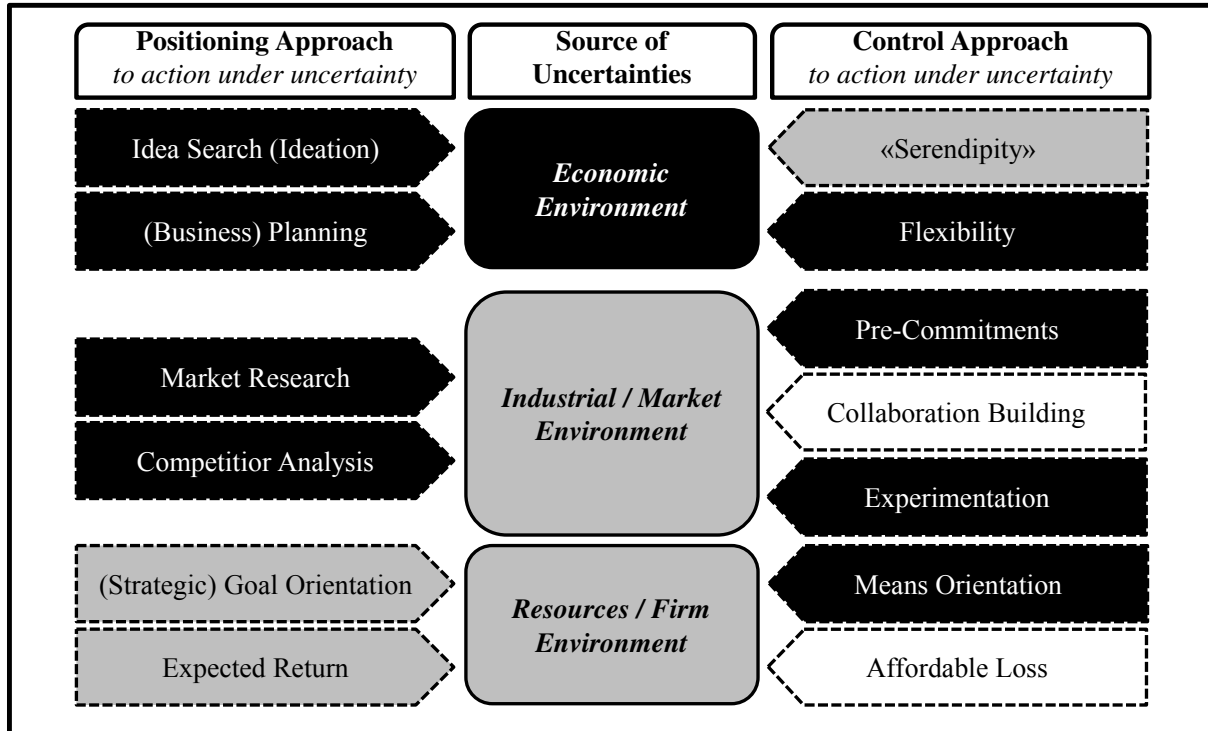 Positioning Approach
to action under uncertainty
Source of
Uncertainties
Control Approach
to action under uncertainty
Idea Search (Ideation)
(Business) Planning
Economic
Environment
«Serendipity»
Flexibility
Market Research
Competitior Analysis
Industrial / Market
Environment
Pre-Commitments
Collaboration Building
Experimentation
(Strategic) Goal Orientation
Expected Return
Resources / Firm
Environment
Means Orientation
Affordable Loss